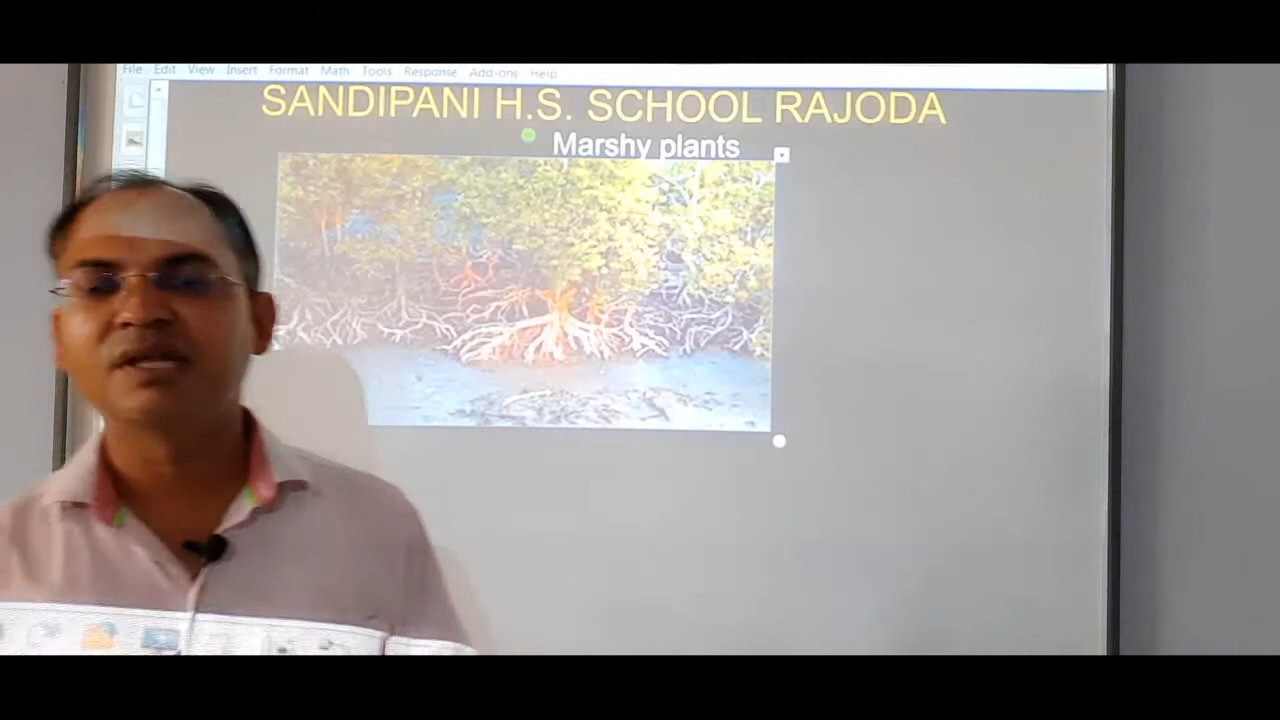 File Edit View Insert Format Math Tools Response Add-ons Help
SANDIPANI H.S. SCHOOL RAJODA
Marshy plants